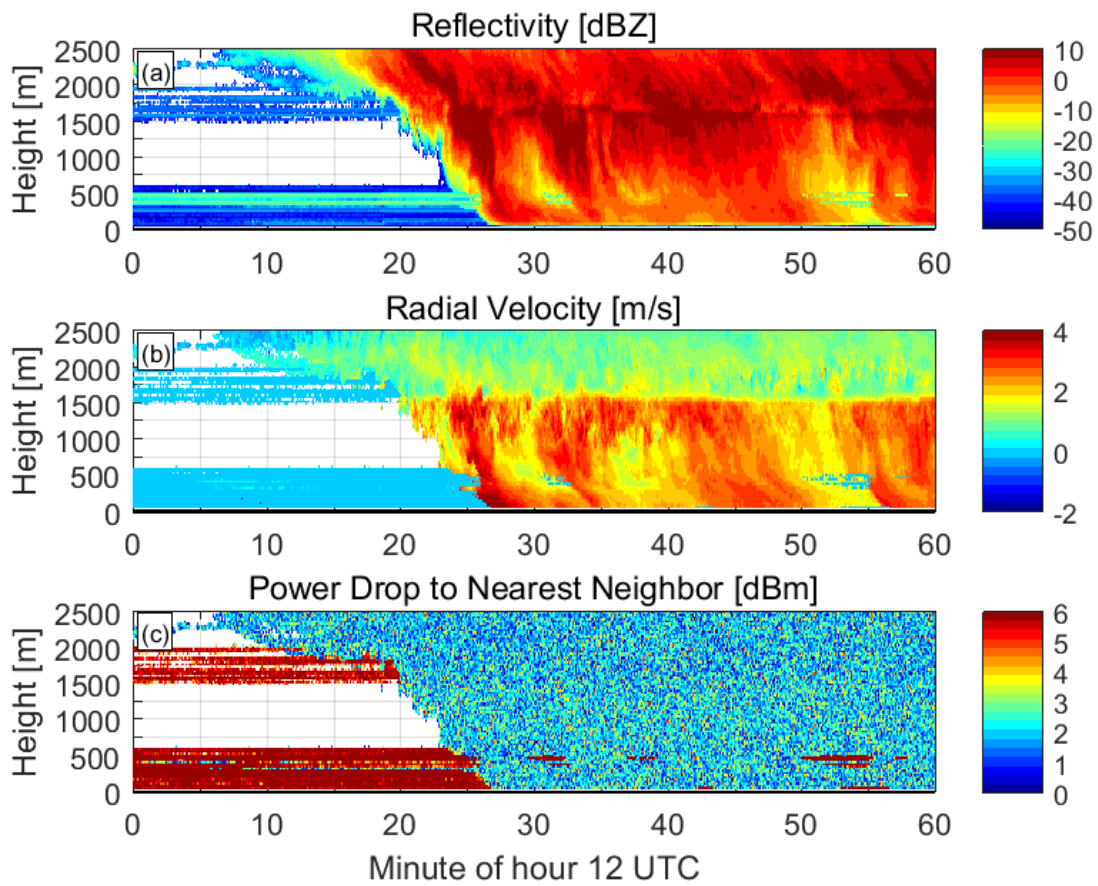 Reflectivity [dBZ]
Height [m]
(a)
2500
2000
1500
1000
500
0
0 10 20 30 40 50 60
10
0
-10
-20
-30
-40
-50
Radial Velocity [m/s]
Height [m]
(b)
2500
2000
1500
1000
500
0
0 10 20 30 40 50 60
4
2
0
-2
Power Drop to Nearest Neighbor [dBm]
Height [m]
(c)
2500
2000
1500
1000
500
0
0 10 20 30 40 50 60
6
5
4
3
2
1
0
Minute of hour 12 UTC